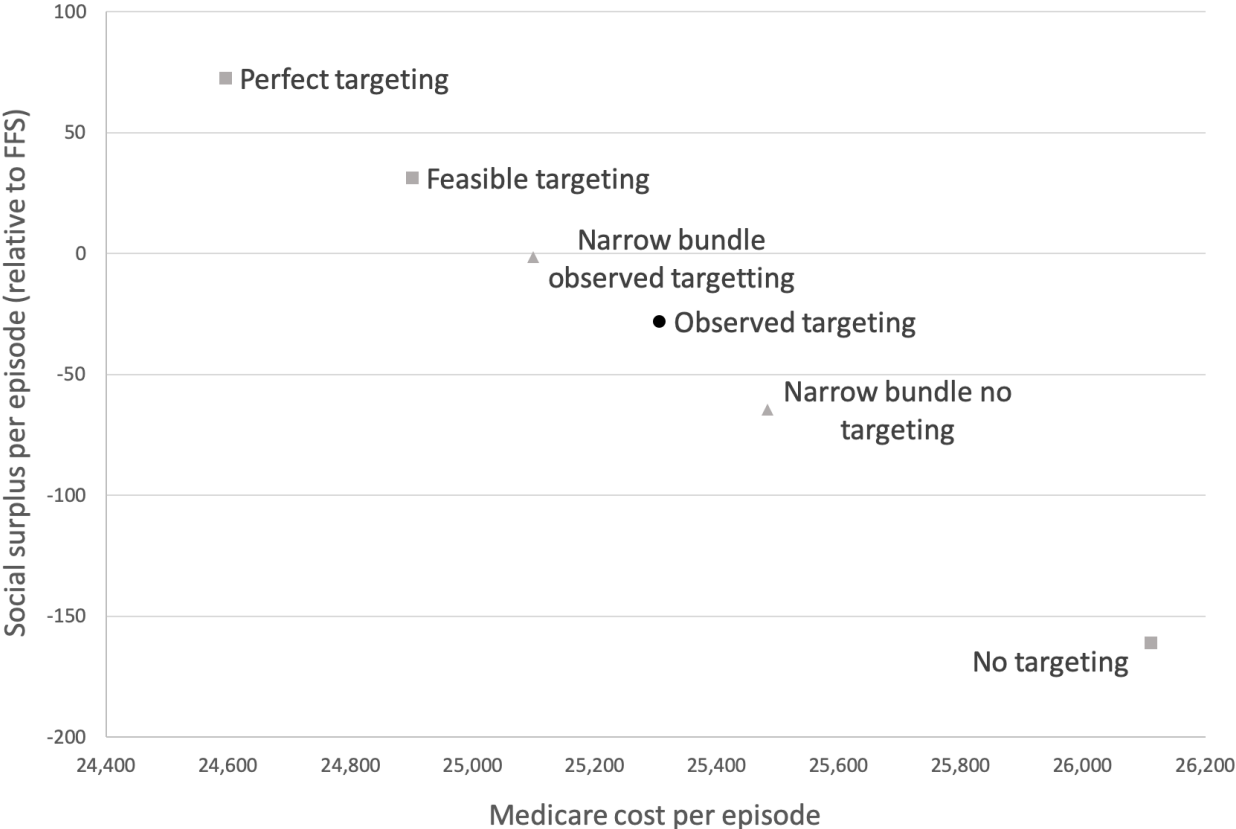 100
Perfect targeting
50
Feasible targeting
Narrow bundle
observed targetting
0
Observed targeting
-50
Narrow bundle no
targeting
-100
-150
No targeting
-200
24,400 24,600 24,800 25,000 25,200 25,400 25,600 25,800 26,000 26,200
Medicare cost per episode
Social surplus per episode (relative to FFS)